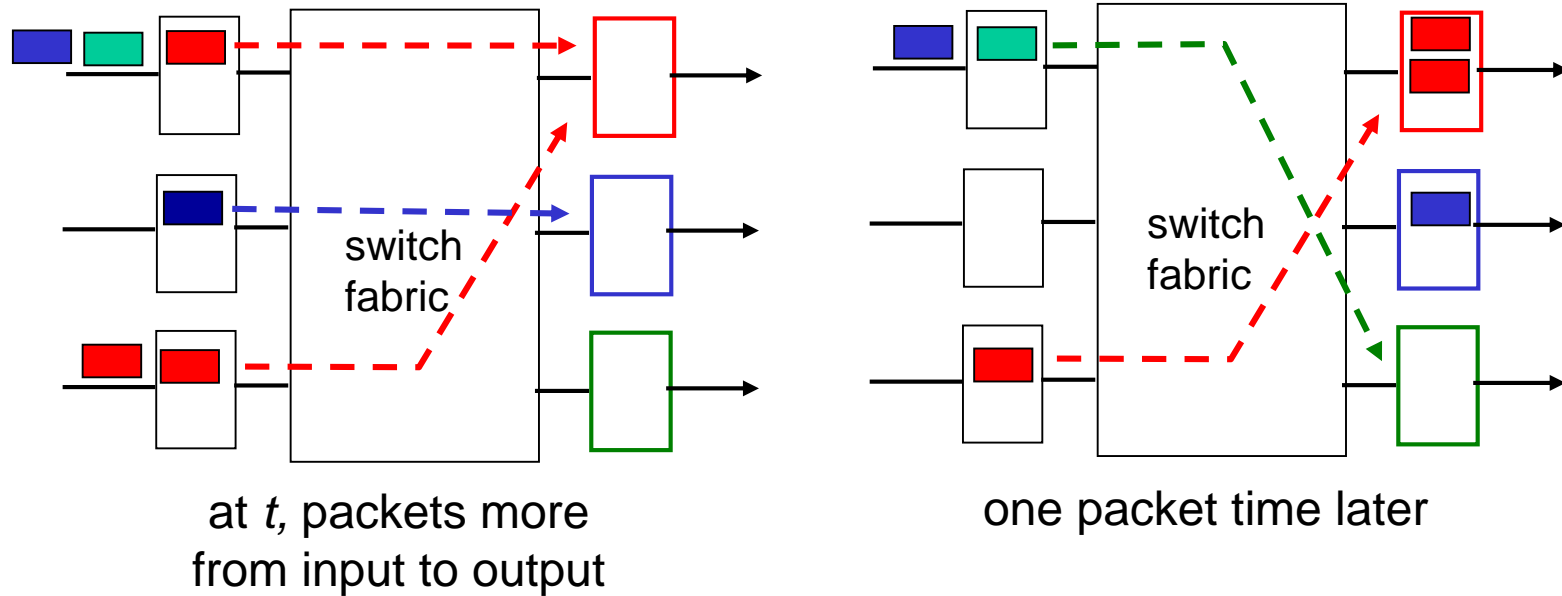 switch
fabric
at t, packets more
from input to output
switch
fabric
one packet time later